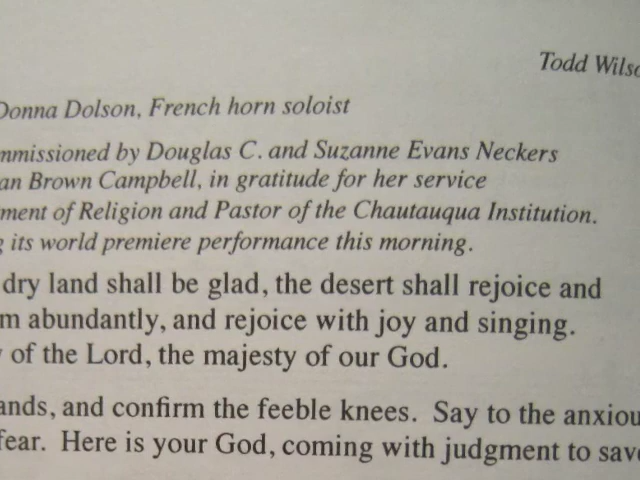 Todd Wilso
Donna Dolson, French horn soloist
mmissioned by Douglas C. and Suzanne Evans Neckers
an Brown Campbell, in gratitude for her service
ment of Religion and Pastor of the Chautauqua Institution.
g its world premiere performance this morning.
dry land shall be glad, the desert shall rejoice and
m abundantly, and rejoice with joy and singing.
y of the Lord, the majesty of our God.
ands, and confirm the feeble knees. Say to the anxiou
fear. Here is your God, coming with judgment to save